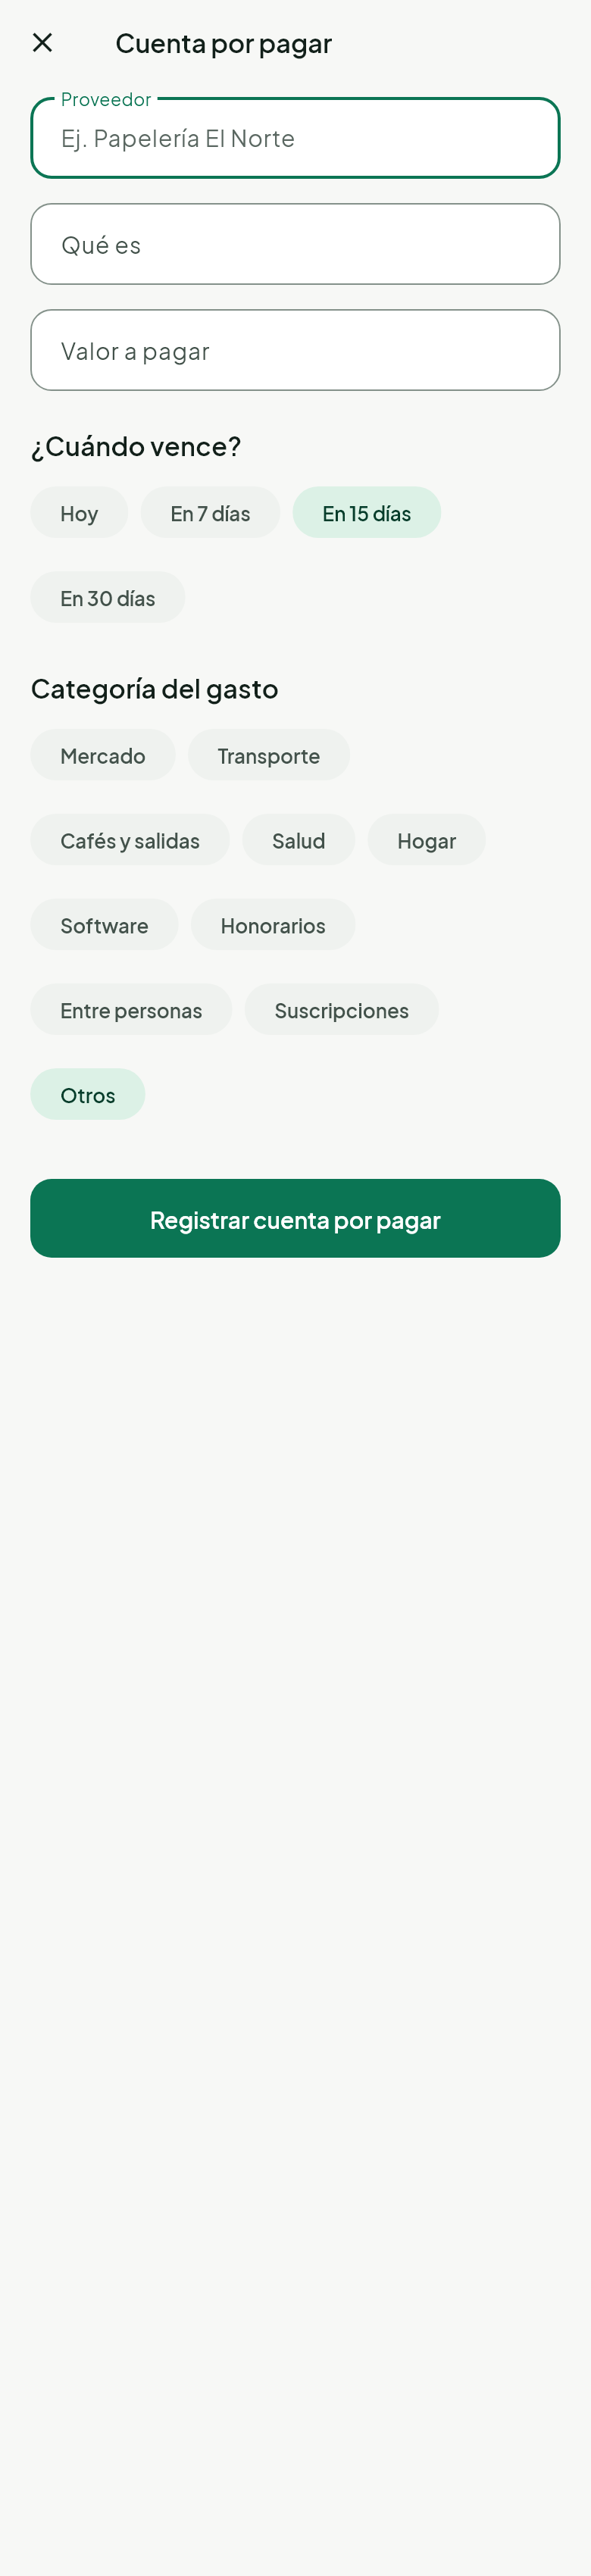 Cuenta por pagar
Proveedor
Ej. Papelería El Norte
Qué es
Valor a pagar
¿Cuándo vence?
Hoy En 7 días En 15 días
En 30 días
Categoría del gasto
Mercado Transporte
Cafés y salidas Salud Hogar
Software Honorarios
Entre personas Suscripciones
Otros
Registrar cuenta por pagar